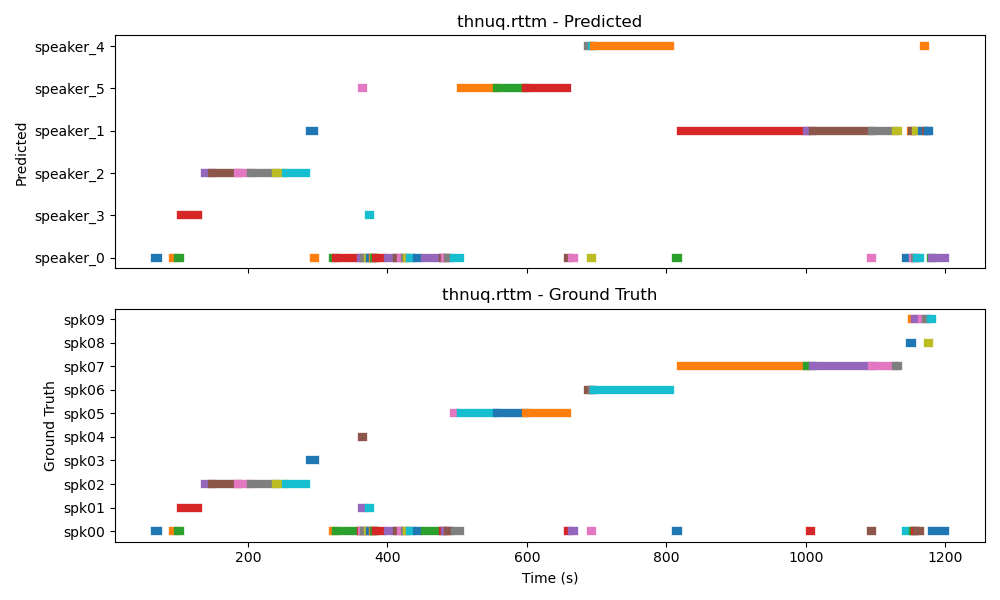 thnuq.rttm - Predicted
speaker_4
speaker_5
speaker_1
speaker_2
speaker_3
speaker_0
Predicted
thnuq.rttm - Ground Truth
spk09
spk08
spk07
spk06
spk05
spk04
spk03
spk02
spk01
spk00
Ground Truth
200 400 600 800 1000 1200
Time (s)